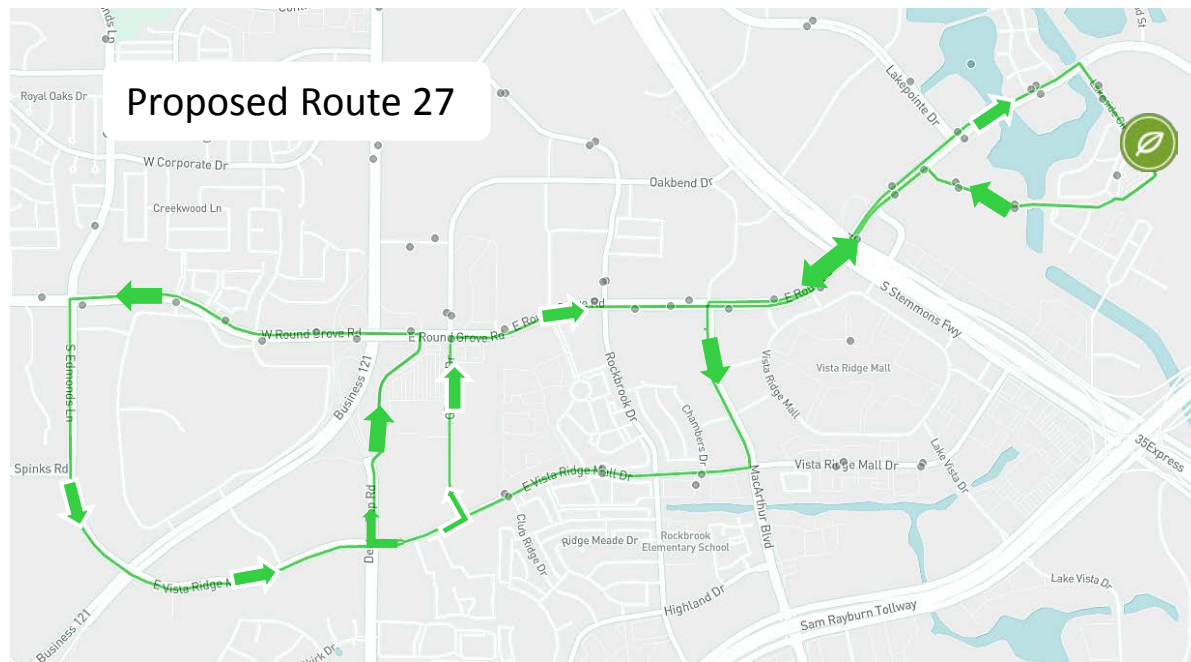 Proposed Route 27
Royal Oaks Dr
W Corporate Dr
Creekwood Ln
Oakbend Dr
Lakepointe Dr
W Round Grove Rd
E Round Grove Rd
S Edmonds Ln
Business 121
Rockbrook Dr
S Stemmons Fwy
Vista Ridge Mall
Vista Ridge Mall
Chambers Dr
Spinks Rd
E Vista Ridge Mall Dr
Vista Ridge Mall Dr
Lake Vista Dr
35Express
MacArthur Blvd
Club Ridge Dr
Ridge Meade Dr
Rockbrook
Elementary School
E Vista Ridge M
Highland Dr
Lake Vista Dr
Sam Rayburn Tollway
Business 121